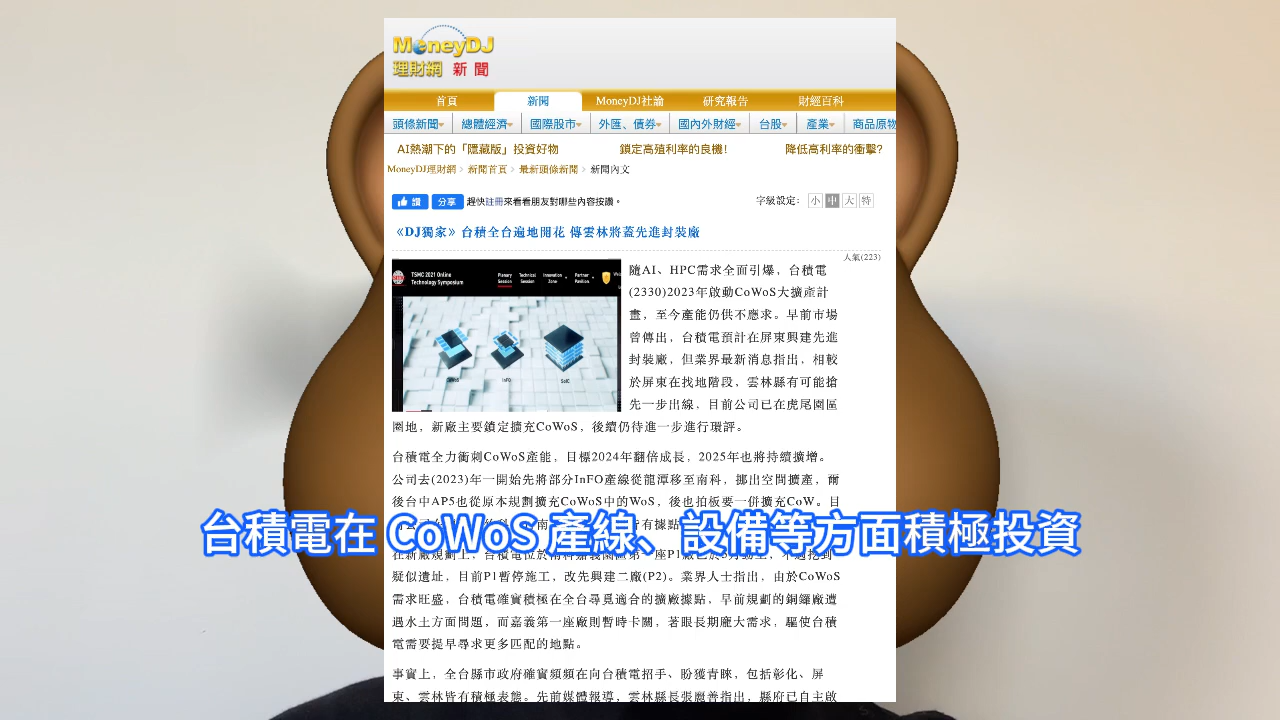 MoneyDJ
理財網 新聞
首頁 新聞 MoneyDJ社論 研究報告 財經百科
頭條新聞 總體經濟 國際股市 外匯、債券 國內外財經 台股 產業 商品原物
AI熱潮下的「隱藏版」投資好物 鎖定高殖利率的良機! 降低高利率的衝擊?
MoneyDJ理財網 > 新聞首頁 > 最新頭條新聞 > 新聞內文
讚 分享 趕快註冊來看看朋友對哪些內容按讚。 字級設定: 小 中 大 特
《DJ獨家》台積全台遍地開花 傳雲林將蓋先進封裝廠
人氣(223)
TSMC 2021 Online
Technology Symposium
Plenary Session
Technical Session
Innovation Zone
Partner Pavilion
CoWoS InFO SoIC
隨AI、HPC需求全而引爆，台積電
(2330)2023年啟動CoWoS大擴產計
畫，至今產能仍供不應求。早前市場
曾傳出，台積電預計在屏東興建先進
封裝廠，但業界最新消息指出，相較
於屏東在找地階段，雲林縣有可能搶
先一步出線，目前公司已在虎尾園區
圈地，新廠主要鎖定擴充CoWoS，後續仍待進一步進行環評。
台積電全力衝刺CoWoS產能，目標2024年翻倍成長，2025年也將持續擴增。
公司去(2023)年一開始先將部分InFO產線從龍潭移至南科，挪出空間擴產，爾
後台中AP5也從原本規劃擴充CoWoS中的WoS，後也拍板要一併擴充CoW。目
台積電在 CoWoS 產線、設備等方面積極投資
疑似遺址，目前P1暫停施工，改先興建二廠(P2)。業界人士指出，由於CoWoS
需求旺盛，台積電確實積極在全台尋覓適合的擴廠據點，早前規劃的銅鑼廠遭
遇水土方面問題，而嘉義第一座廠則暫時卡關，著眼長期龐大需求，驅使台積
電需要提早尋求更多匹配的地點。
事實上，全台縣市政府確實頻頻在向台積電招手、盼獲青睞，包括彰化、屏
東、雲林皆有積極表態。先前媒體報導，雲林縣長張麗善指出，縣府已自主啟